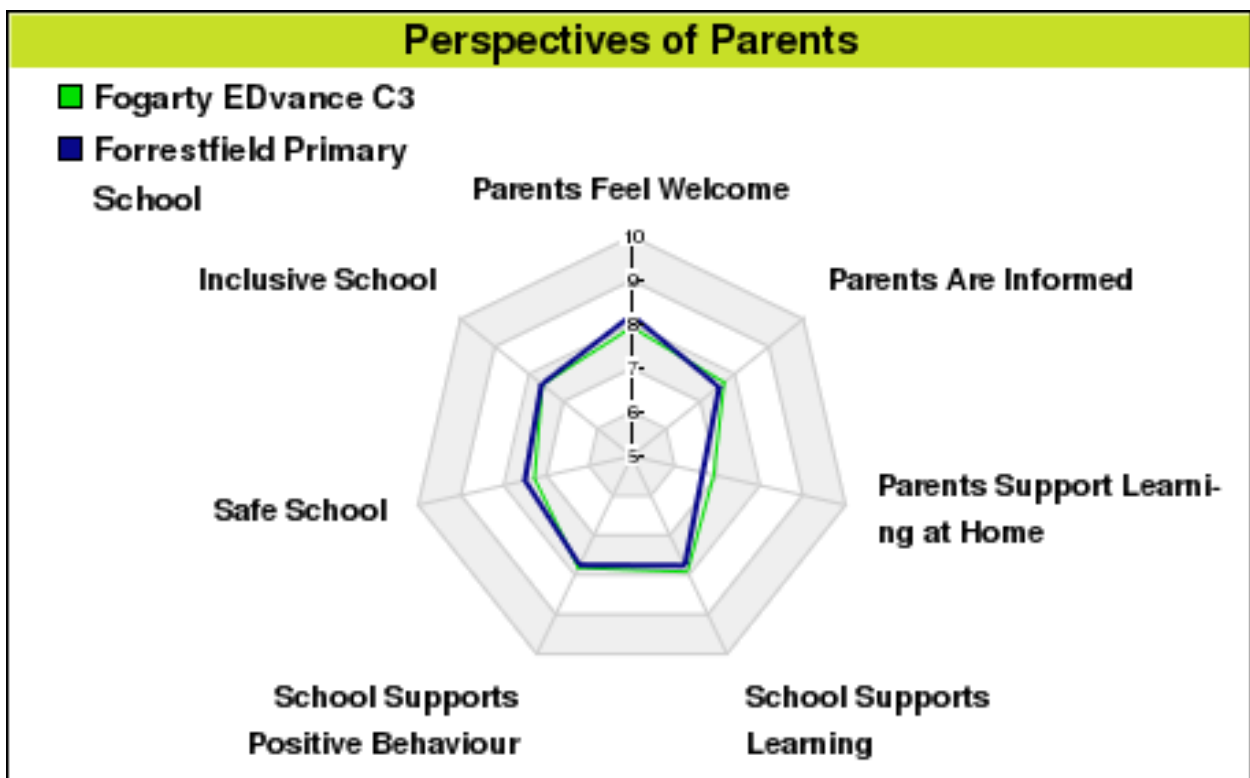 Perspectives of Parents
Fogarty EDvance C3
Forrestfield Primary
School
Parents Feel Welcome
10
Inclusive School
Parents Are Informed
9-
8-
7-
6-
5-
Parents Support Learni-
ng at Home
Safe School
School Supports
Positive Behaviour
School Supports
Learning